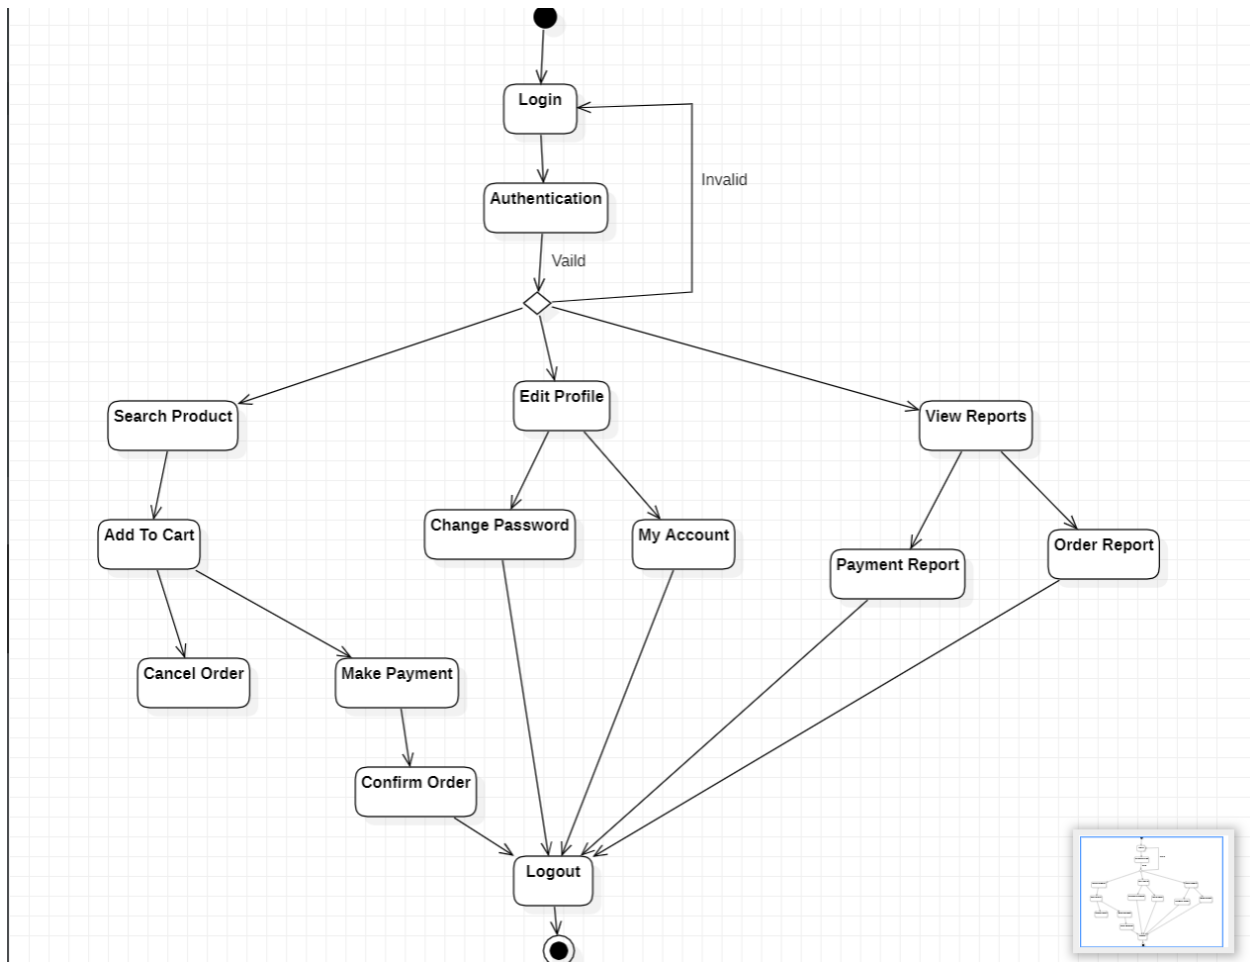 Login
Invalid
Authentication
Vaild
Edit Profile
Search Product
View Reports
Change Password
My Account
Add To Cart
Order Report
Payment Report
Cancel Order
Make Payment
Confirm Order
Logout